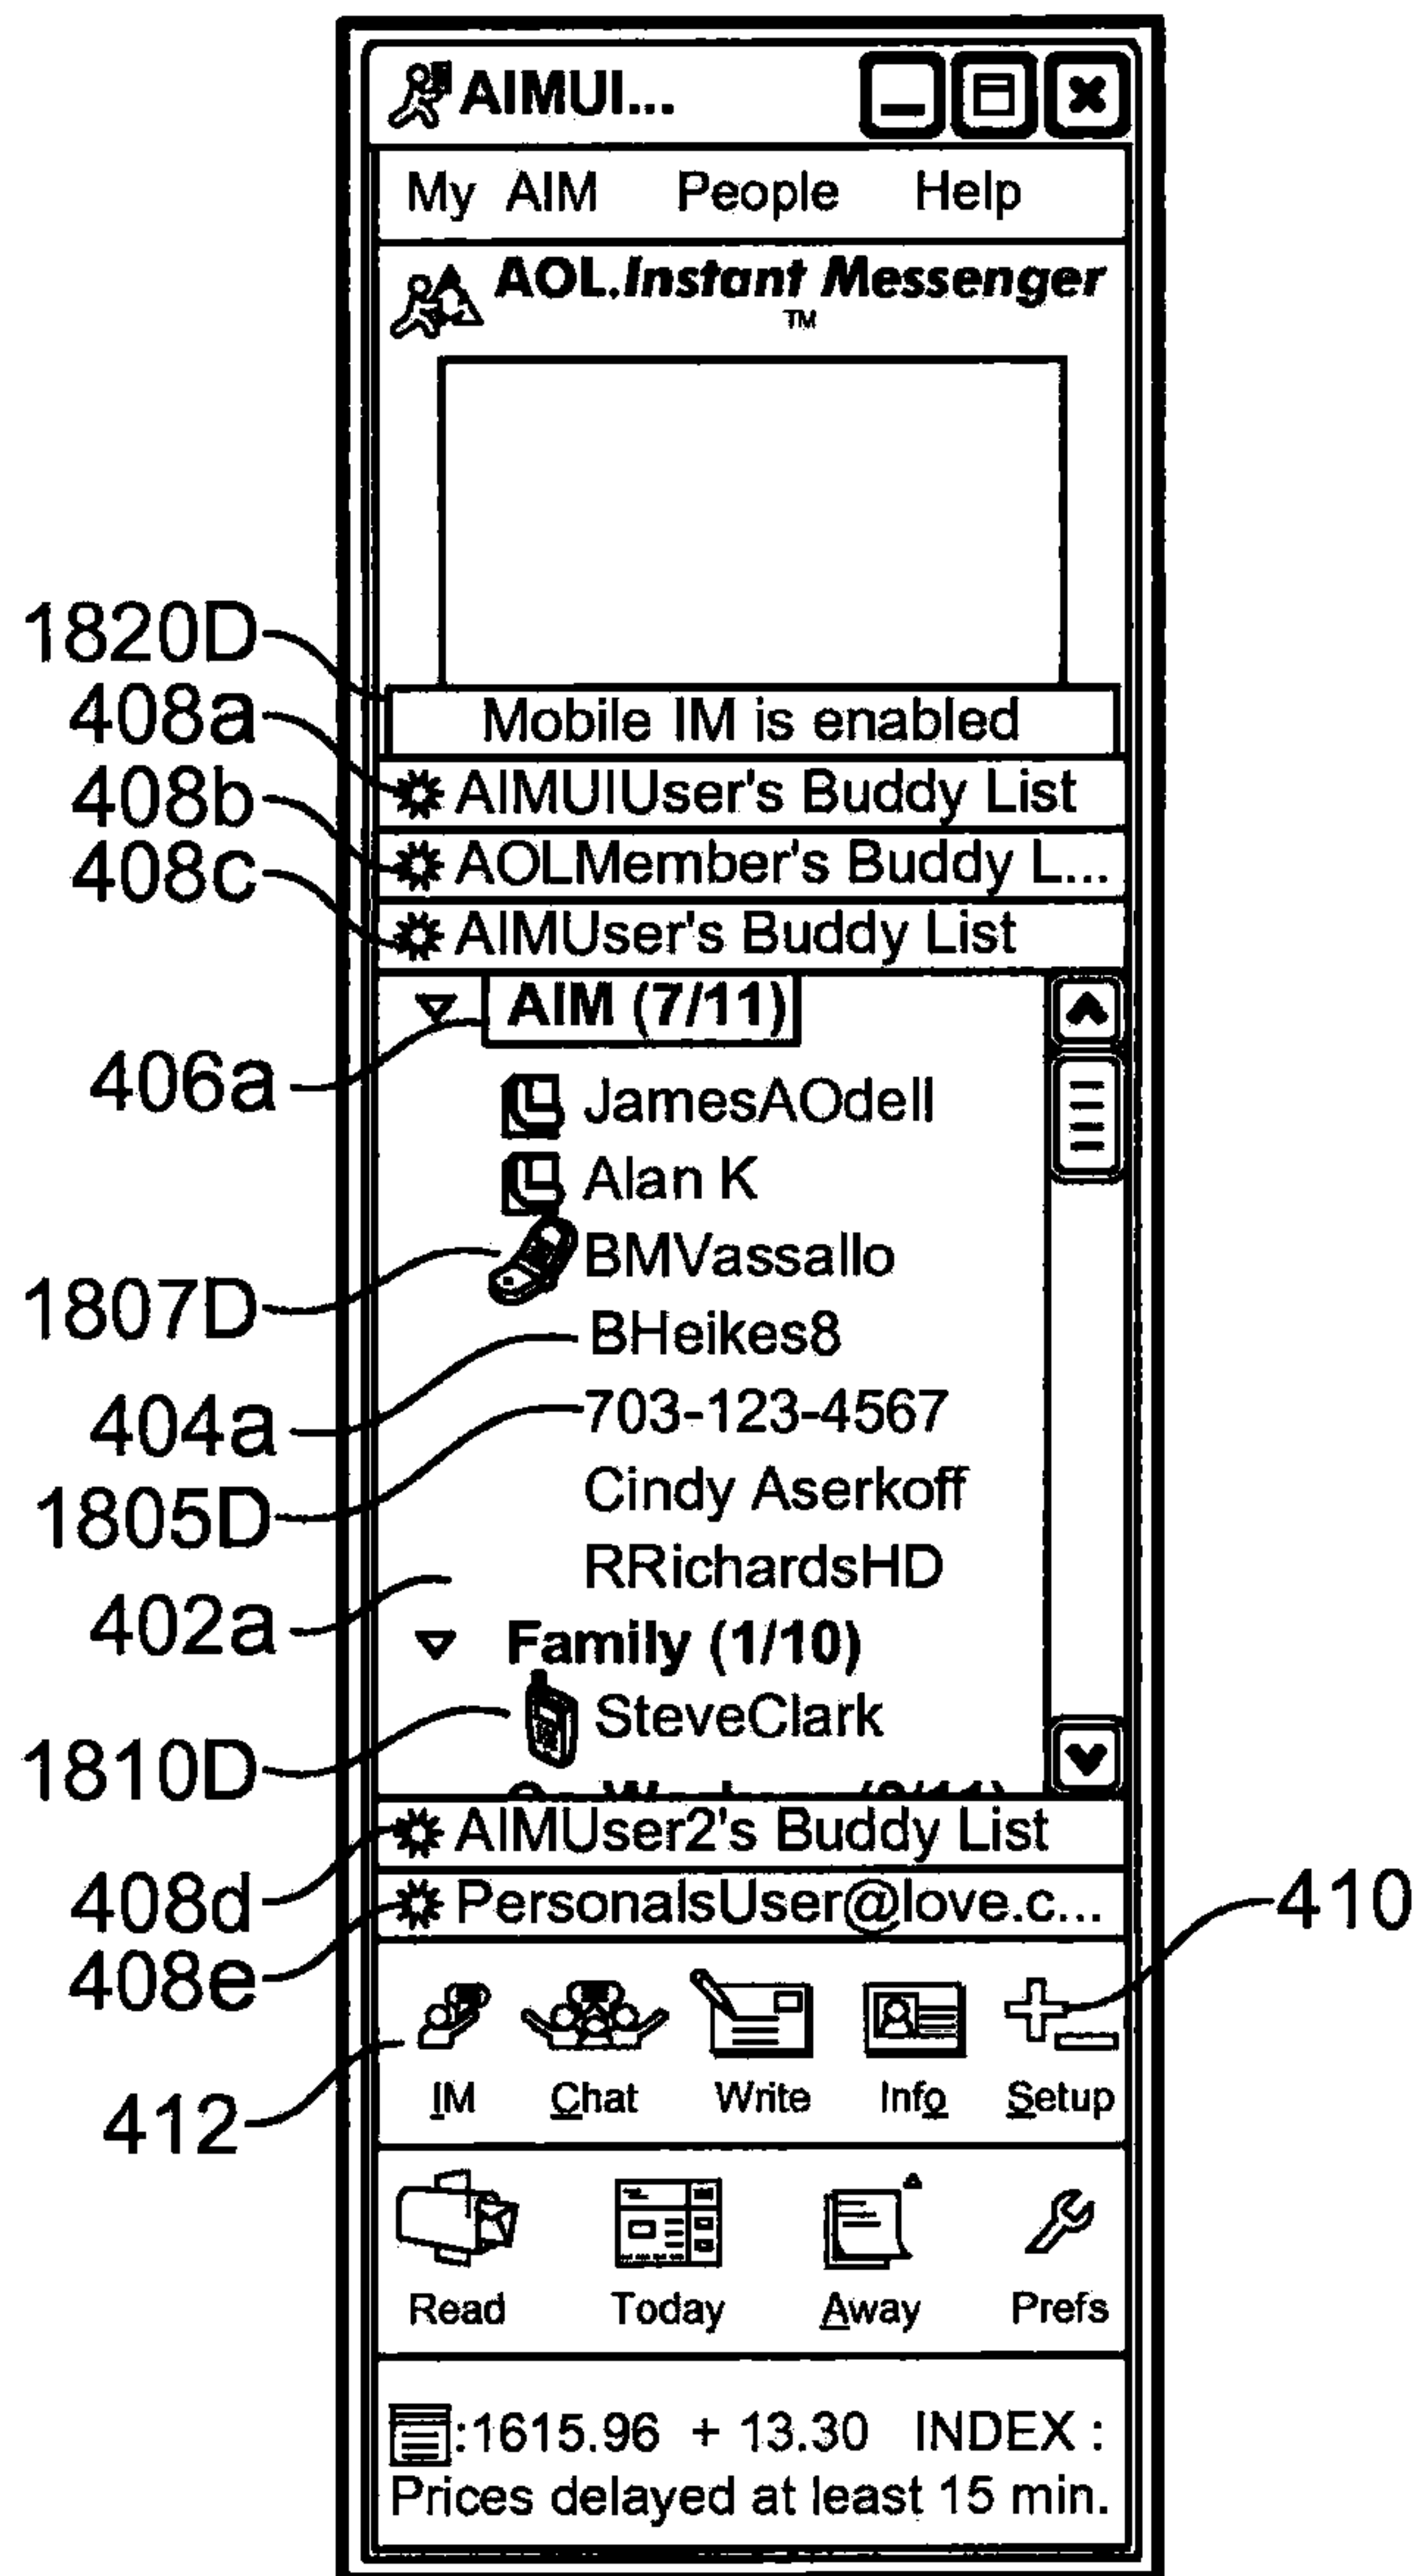 AIMUI...
My AIM People Help
AOL.Instant Messenger
TM
1820D
Mobile IM is enabled
408a
AIMUIUser's Buddy List
408b
AOLMember's Buddy L...
408c
AIMUser's Buddy List
AIM (7/11)
406a
JamesAOdell
Alan K
BMVassallo
1807D
BHeikes8
404a
703-123-4567
1805D
Cindy Aserkoff
RRichardsHD
402a
Family (1/10)
SteveClark
1810D
AIMUser2's Buddy List
408d
PersonalsUser@love.c...
410
408e
IM Chat Write Info Setup
412
Read Today Away Prefs
:1615.96 + 13.30 INDEX :
Prices delayed at least 15 min.